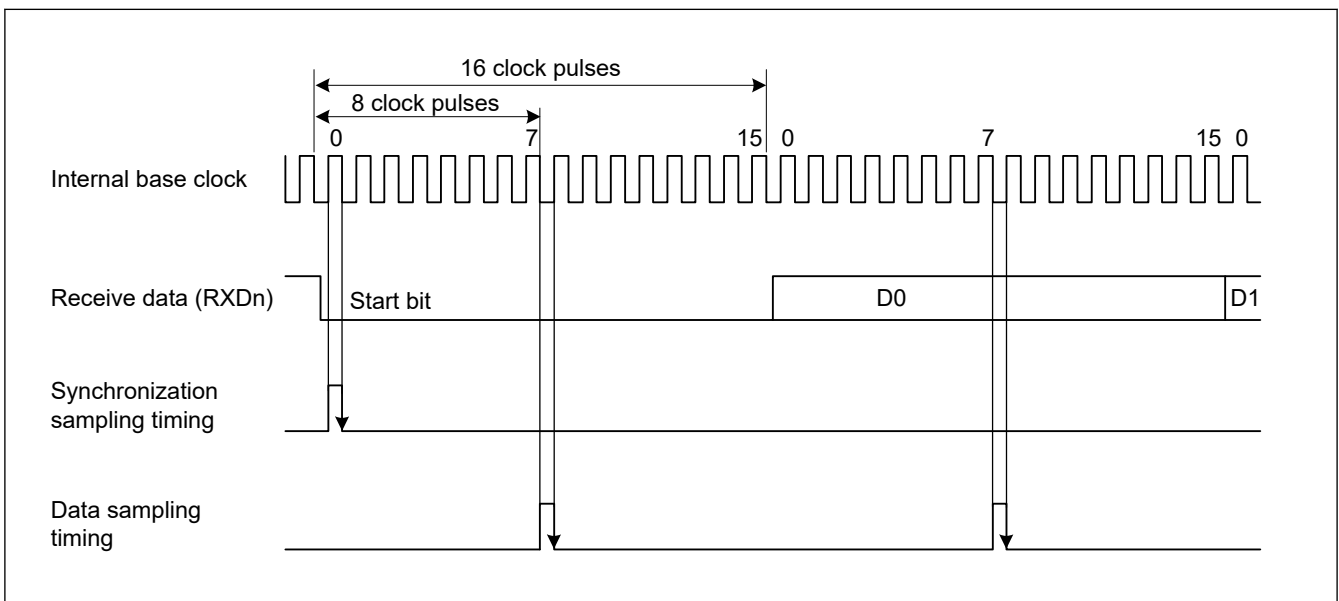 16 clock pulses
8 clock pulses
0 7 15 0 7 15 0
Internal base clock
Receive data (RXDn)
Start bit
D0
D1
Synchronization
sampling timing
Data sampling
timing